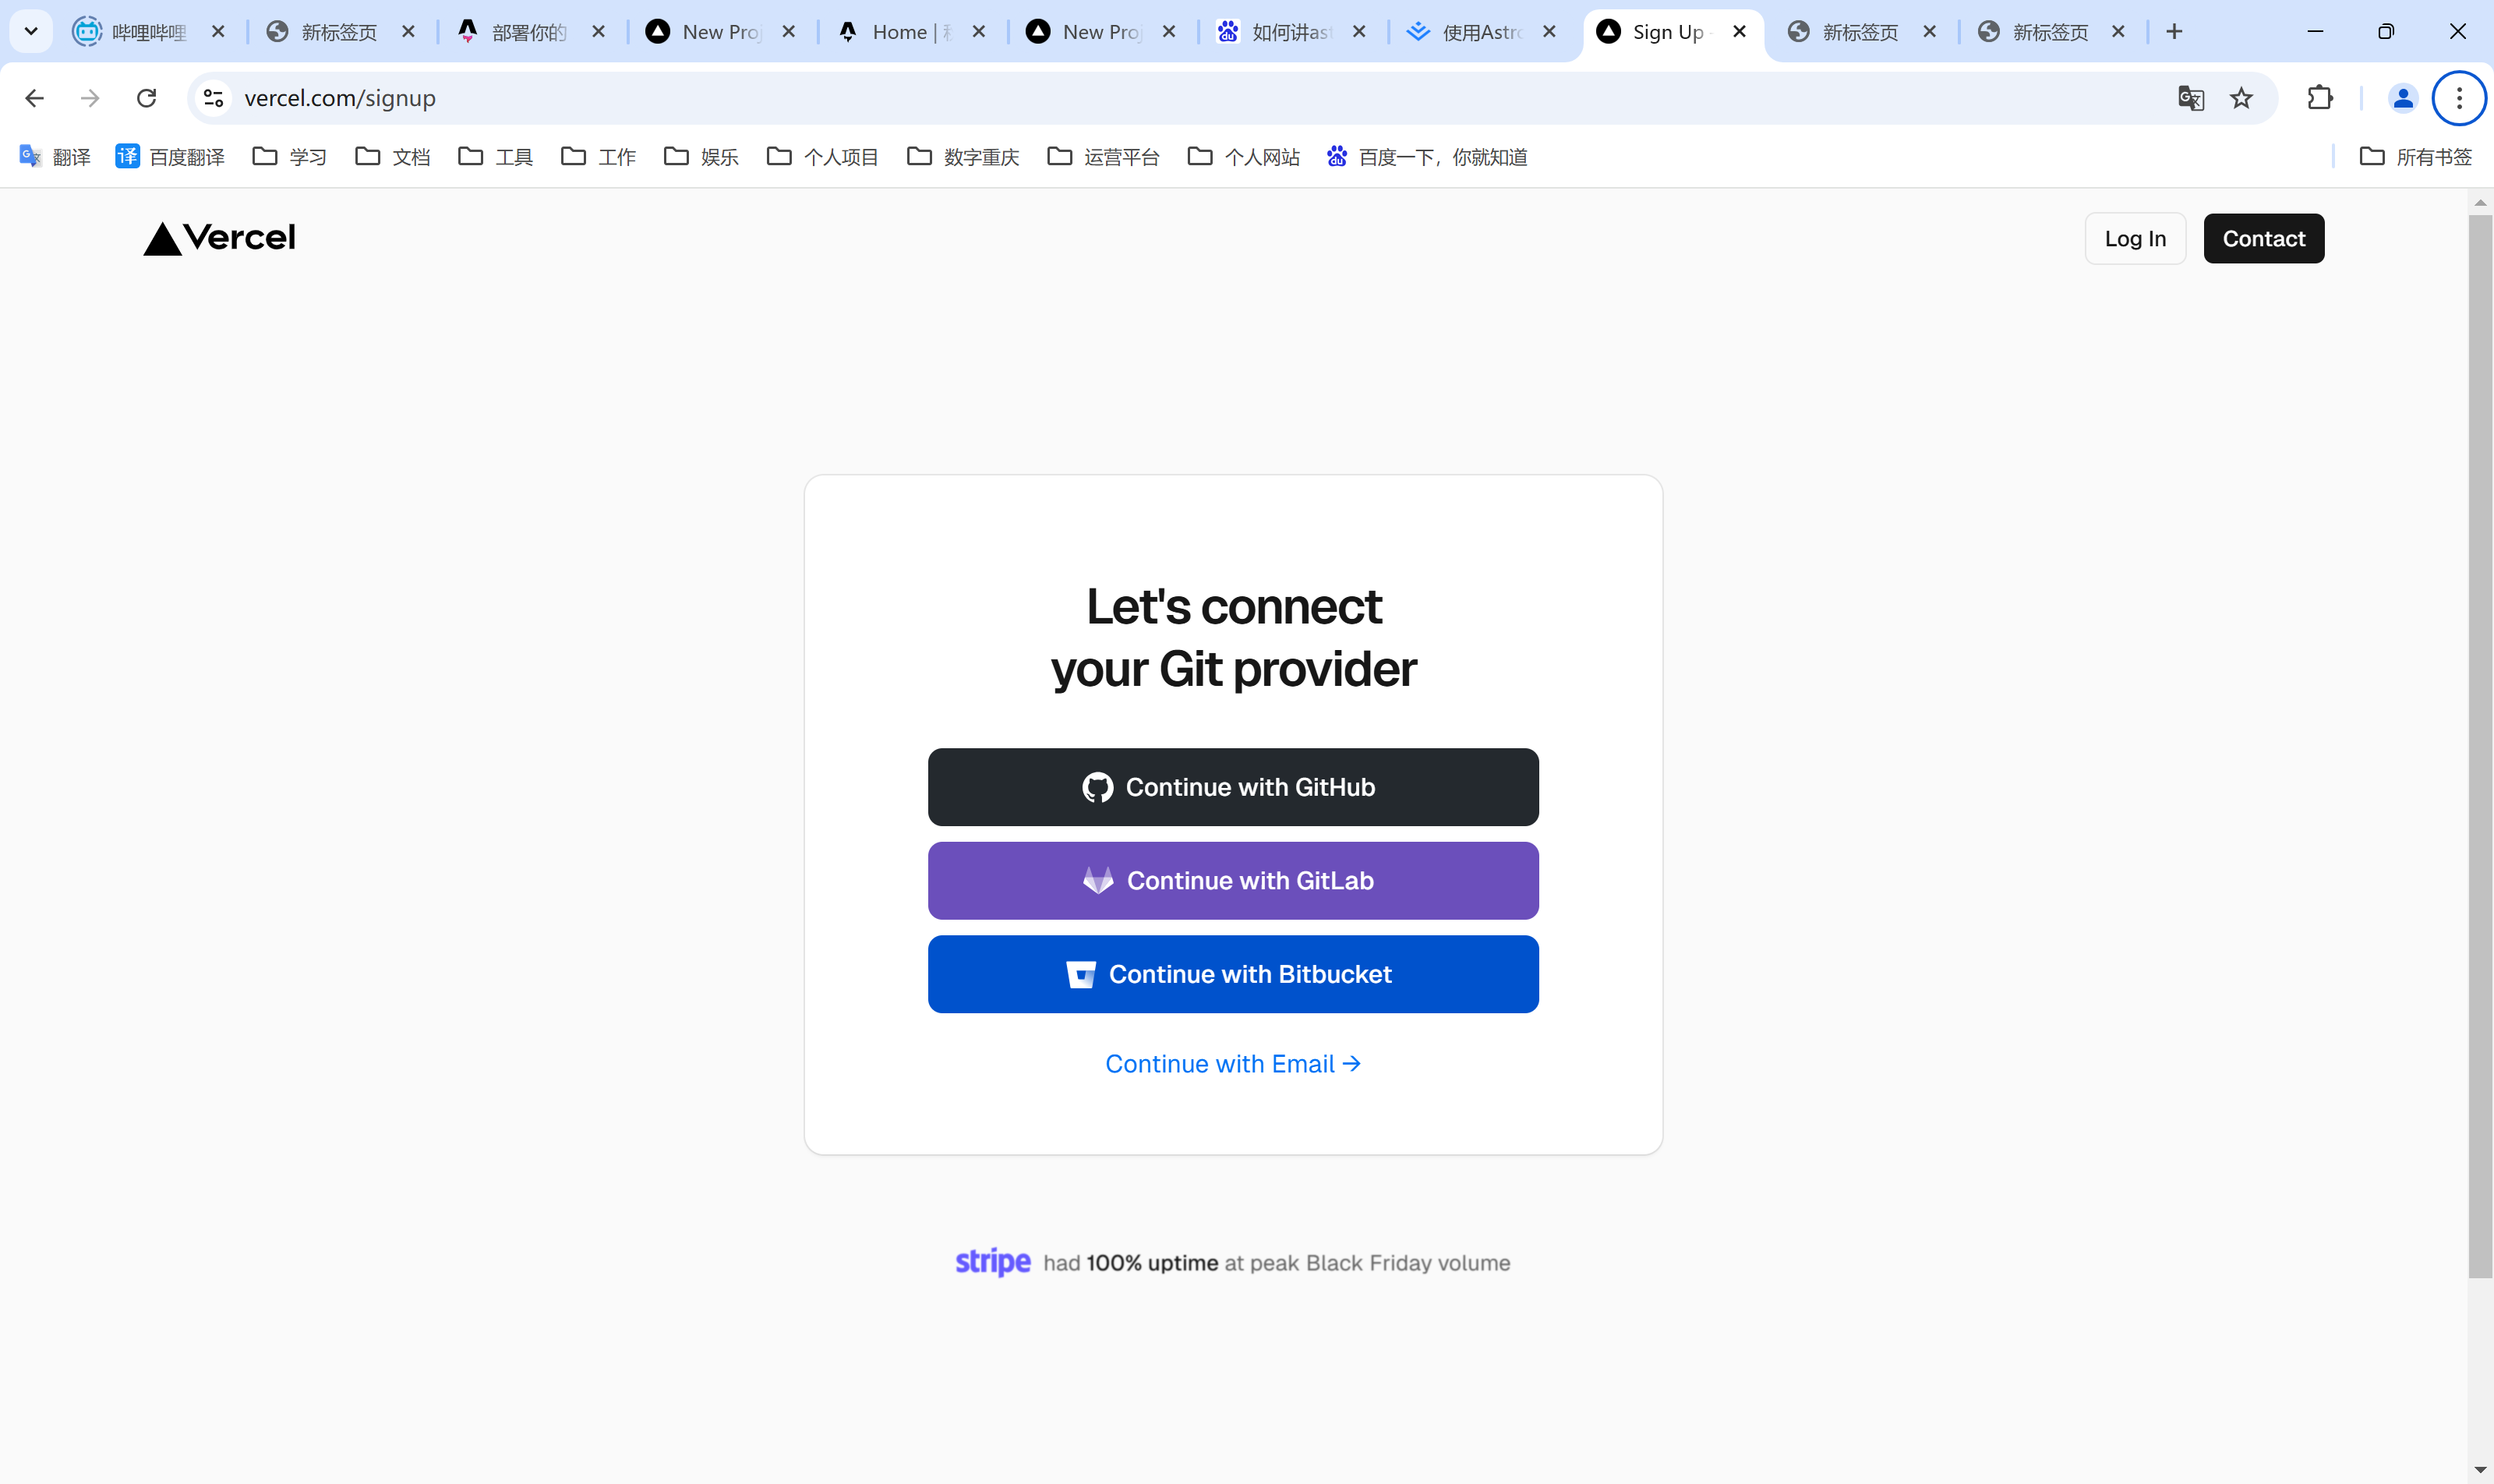 哔哩哔哩
新标签页
部署你的
New Proj
Home |
New Proj
如何讲ast
使用Astro
Sign Up -
新标签页
新标签页
vercel.com/signup
翻译
百度翻译
学习
文档
工具
工作
娱乐
个人项目
数字重庆
运营平台
个人网站
百度一下，你就知道
所有书签
Vercel
Log In
Contact
Let's connect
your Git provider
Continue with GitHub
Continue with GitLab
Continue with Bitbucket
Continue with Email →
stripe had 100% uptime at peak Black Friday volume